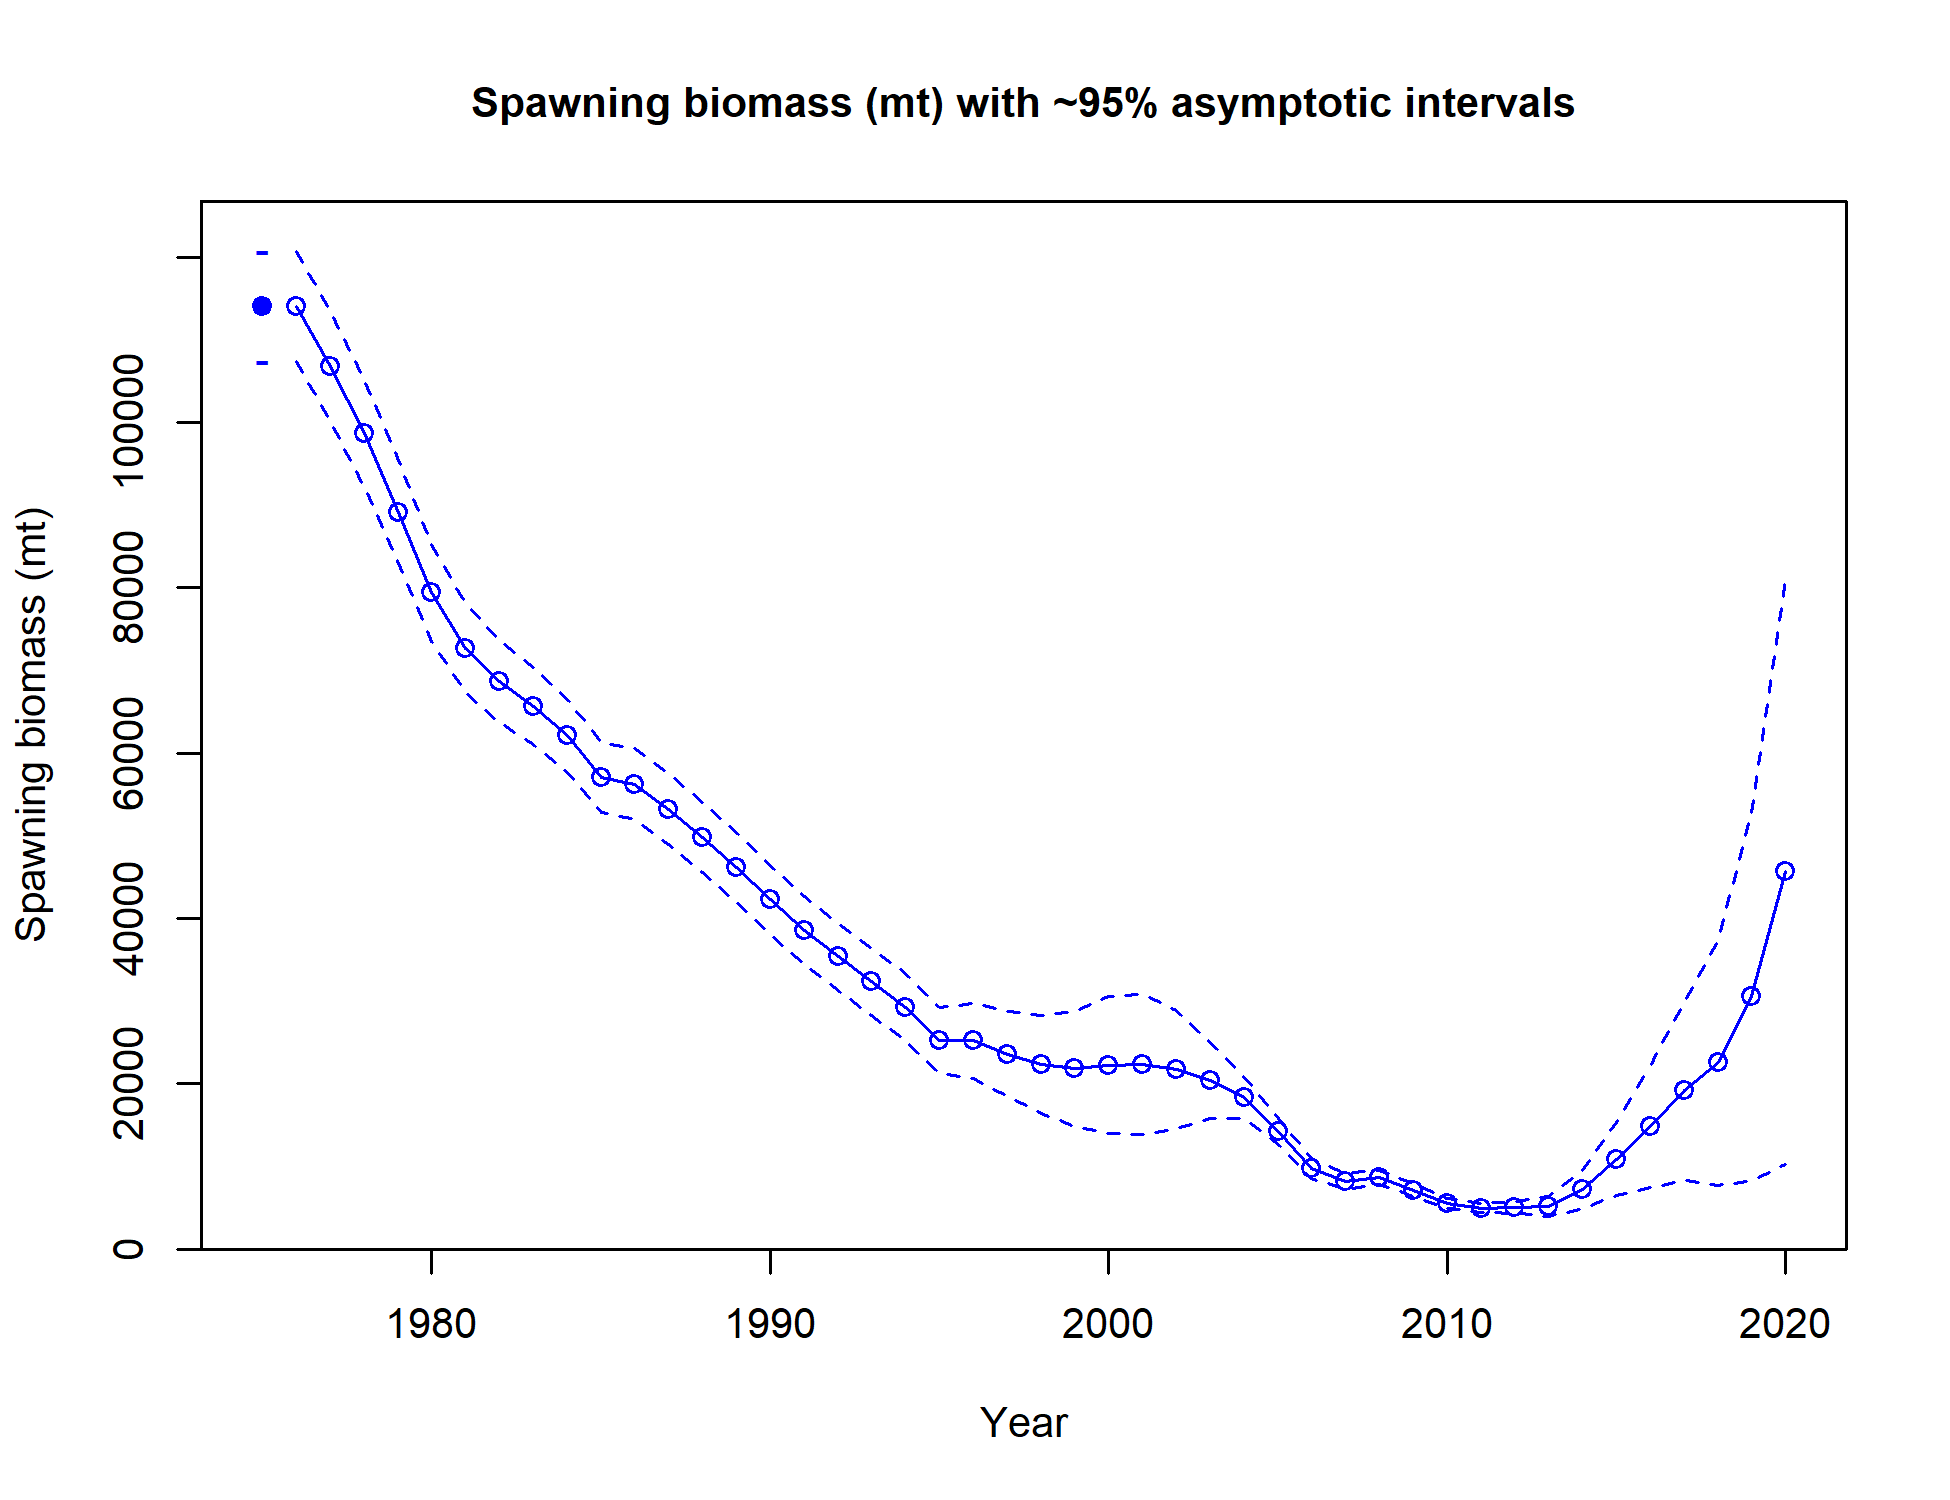 Spawning biomass (mt) with ~95% asymptotic intervals
Spawning biomass (mt)
100000
80000
60000
40000
20000
0
1980 1990 2000 2010 2020
Year